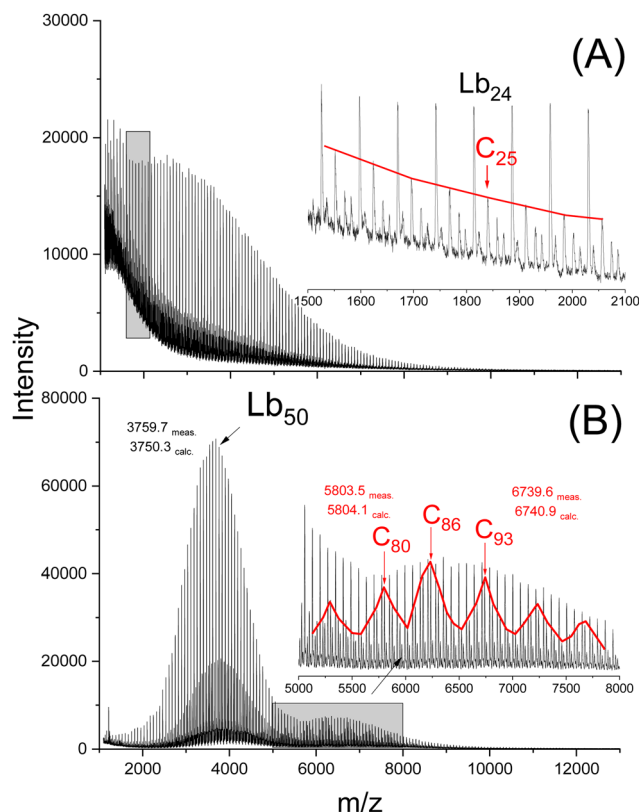 30000
20000
10000
0
(A)
Lb24
C25
1500 1600 1700 1800 1900 2000 2100
Intensity
80000
60000
40000
20000
0
3759.7 meas.
3750.3 calc.
Lb50
(B)
5803.5 meas.
5804.1 calc.
6739.6 meas.
6740.9 calc.
C80
C86
C93
5000 5500 6000 6500 7000 7500 8000
2000 4000 6000 8000 10000 12000
m/z